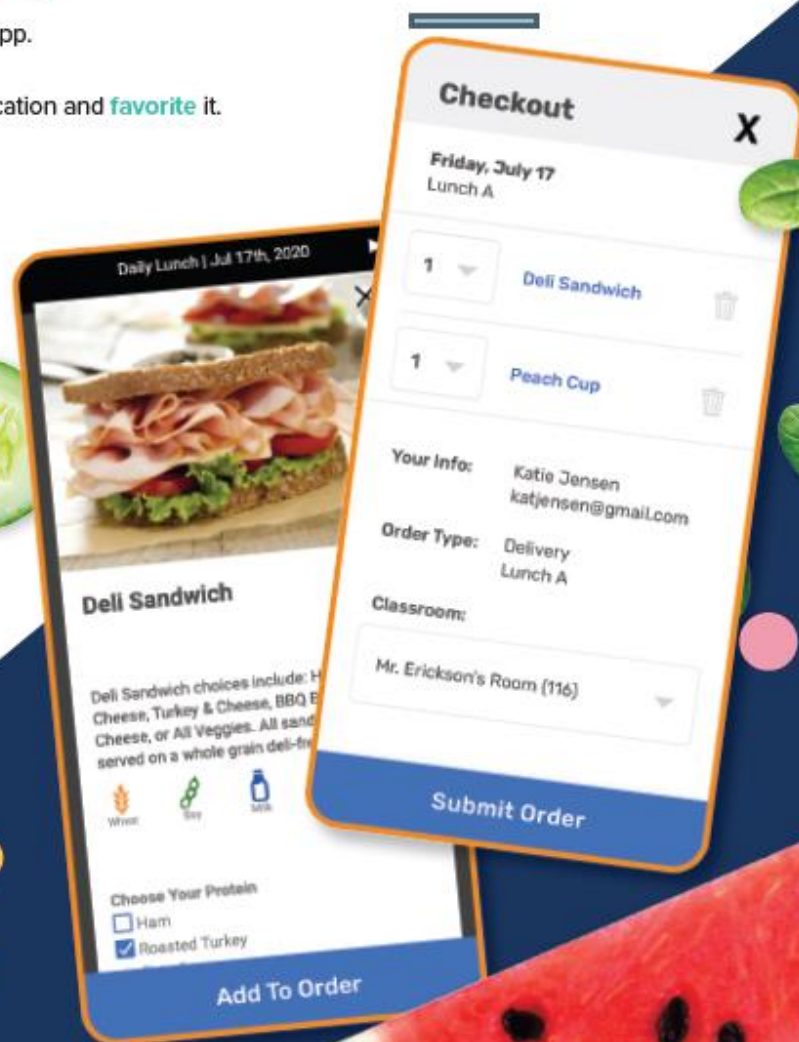 pp.
cation and favorite it.
Daily Lunch | Jul 17th, 2020
Deli Sandwich
Deli Sandwich choices include: H
Cheese, Turkey & Cheese, BBQ
Cheese, or All Veggies. All sand
served on a whole grain
Wheat
Soy
Milk
Choose Your Protein
Ham
Roasted Turkey
Add To Order
Checkout
X
Friday, July 17
Lunch A
1 Deli Sandwich
1 Peach Cup
Your Info: Katie Jensen
katjensen@gmail.com
Order Type: Delivery
Lunch A
Classroom:
Mr. Erickson's Room (116)
Submit Order